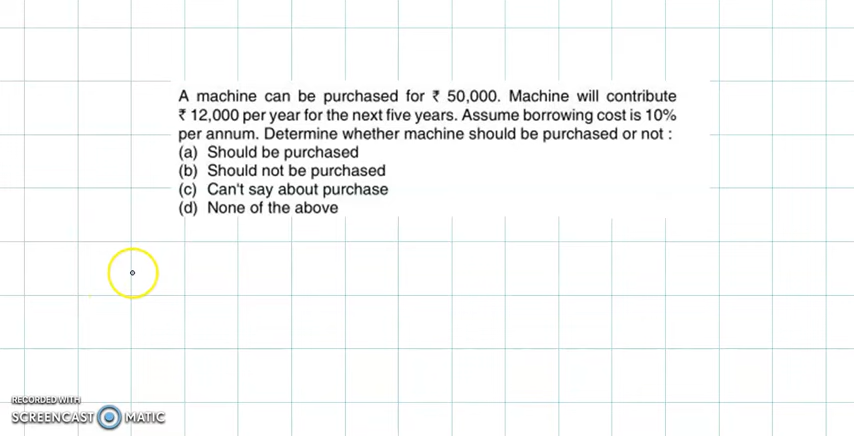 A machine can be purchased for ₹ 50,000. Machine will contribute
₹ 12,000 per year for the next five years. Assume borrowing cost is 10%
per annum. Determine whether machine should be purchased or not :
(a) Should be purchased
(b) Should not be purchased
(c) Can't say about purchase
(d) None of the above
RECORDED WITH
SCREENCAST MATIC